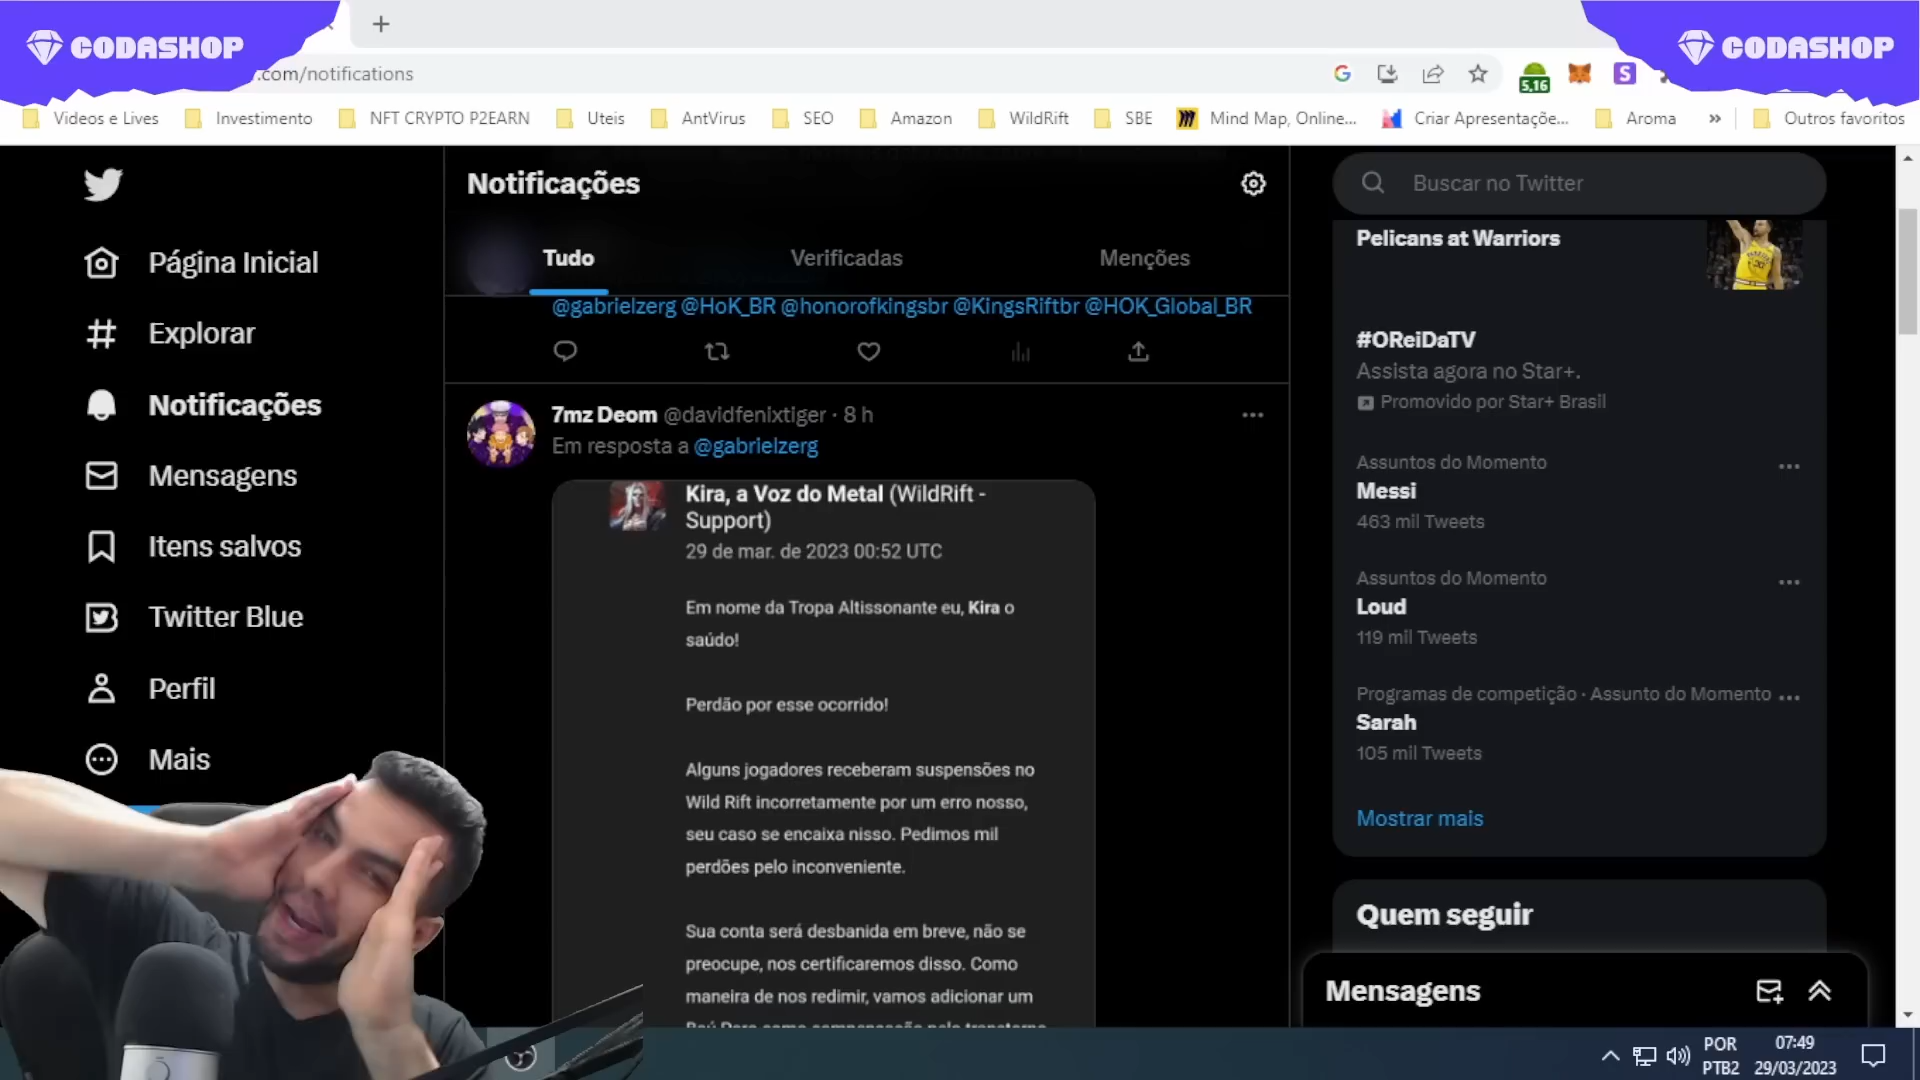 CODASHOP
CODASHOP
.com/notifications
5,16
S
Videos e Lives
Investimento
NFT CRYPTO P2EARN
Uteis
AntVirus
SEO
Amazon
WildRift
SBE
Mind Map, Online...
Criar Apresentaçõe...
Aroma
»
Outros favoritos
Página Inicial
Explorar
Notificações
Mensagens
Itens salvos
Twitter Blue
Perfil
Mais
Notificações
Tudo
Verificadas
Menções
@gabrielzerg @HoK_BR @honorofkingsbr @KingsRiftbr @HOK_Global_BR
7mz Deom @davidfenixtiger · 8 h
Em resposta a @gabrielzerg
Kira, a Voz do Metal (WildRift -
Support)
29 de mar. de 2023 00:52 UTC
Em nome da Tropa Altissonante eu, Kira o
saúdo!
Perdão por esse ocorrido!
Alguns jogadores receberam suspensões no
Wild Rift incorretamente por um erro nosso,
seu caso se encaixa nisso. Pedimos mil
perdões pelo inconveniente.
Sua conta será desbanida em breve, não se
preocupe, nos certificaremos disso. Como
maneira de nos redimir, vamos adicionar um
Buscar no Twitter
Pelicans at Warriors
#OReiDaTV
Assista agora no Star+.
Promovido por Star+ Brasil
Assuntos do Momento
Messi
463 mil Tweets
Assuntos do Momento
Loud
119 mil Tweets
Programas de competição · Assunto do Momento
Sarah
105 mil Tweets
Mostrar mais
Quem seguir
Mensagens
POR
PTB2
07:49
29/03/2023